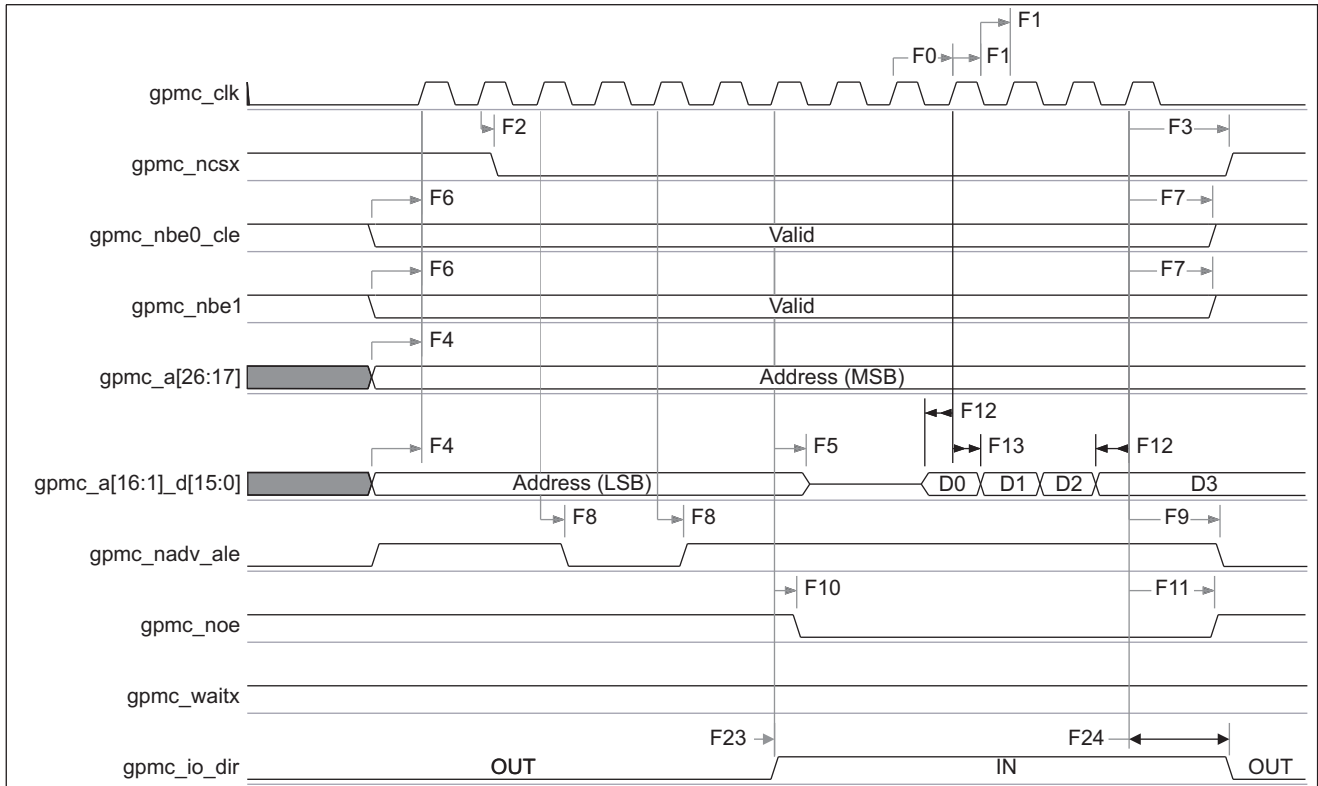 F1
F0 F1
gpmc_clk
F2 F3
gpmc_ncsx
F6 F7
gpmc_nbe0_cle Valid
F6 F7
gpmc_nbe1 Valid
F4
gpmc_a[26:17] Address (MSB)
F12
F4 F5 F13 F12
gpmc_a[16:1]_d[15:0] Address (LSB) D0 D1 D2 D3
F8 F8 F9
gpmc_nadv_ale
F10 F11
gpmc_noe
gpmc_waitx
F23 F24
gpmc_io_dir OUT IN OUT